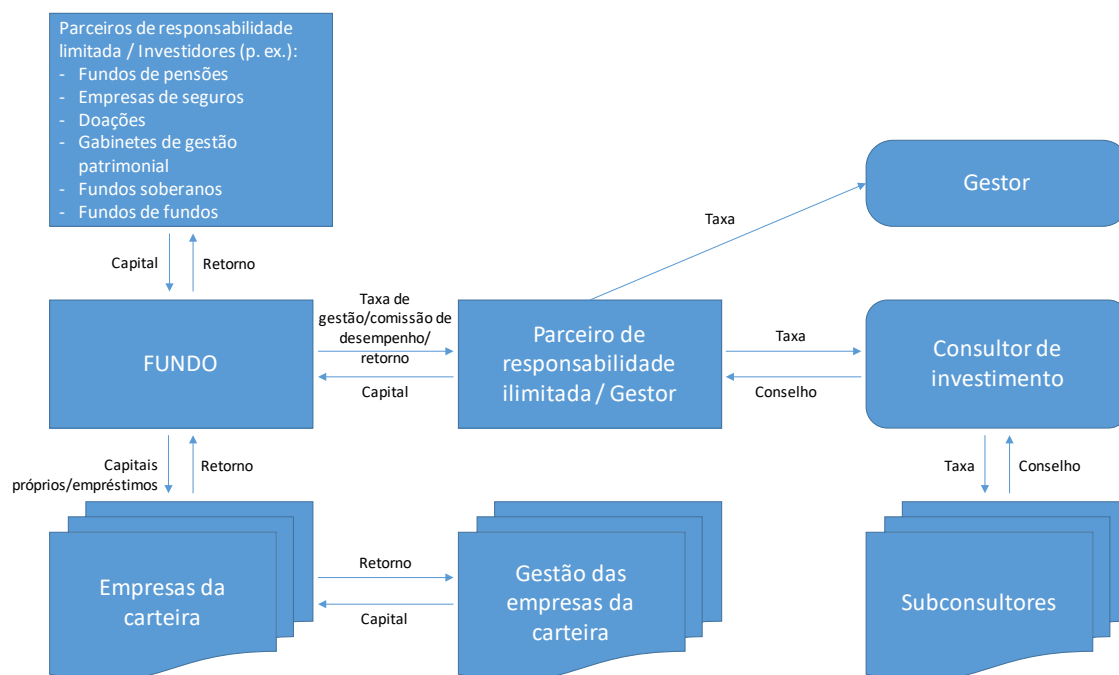 Parceiros de responsabilidade
limitada / Investidores (p. ex.):
- Fundos de pensões
- Empresas de seguros
- Doações
- Gabinetes de gestão
patrimonial
- Fundos soberanos
- Fundos de fundos
Gestor
Taxa
Capital
Retorno
FUNDO
Taxa de
gestão/comissão de
desempenho/
retorno
Capital
Parceiro de
responsabilidade
ilimitada / Gestor
Taxa
Conselho
Consultor de
investimento
Capitais
próprios/empréstimos
Retorno
Taxa
Conselho
Empresas da
carteira
Retorno
Capital
Gestão das
empresas da
carteira
Subconsultores